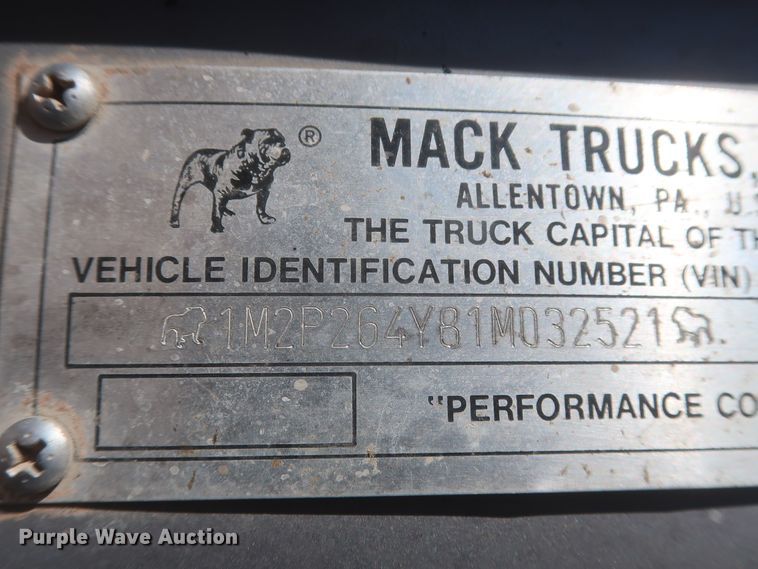 ®
MACK TRUCKS,
ALLENTOWN, PA., U.
THE TRUCK CAPITAL OF TH
VEHICLE IDENTIFICATION NUMBER (VIN)
1M2P264Y81M032521
"PERFORMANCE CO
Purple Wave Auction